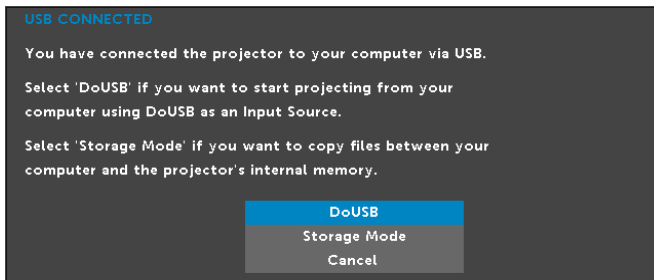 USB CONNECTED
You have connected the projector to your computer via USB.
Select 'DoUSB' if you want to start projecting from your
computer using DoUSB as an Input Source.
Select 'Storage Mode' if you want to copy files between your
computer and the projector's internal memory.
DoUSB
Storage Mode
Cancel